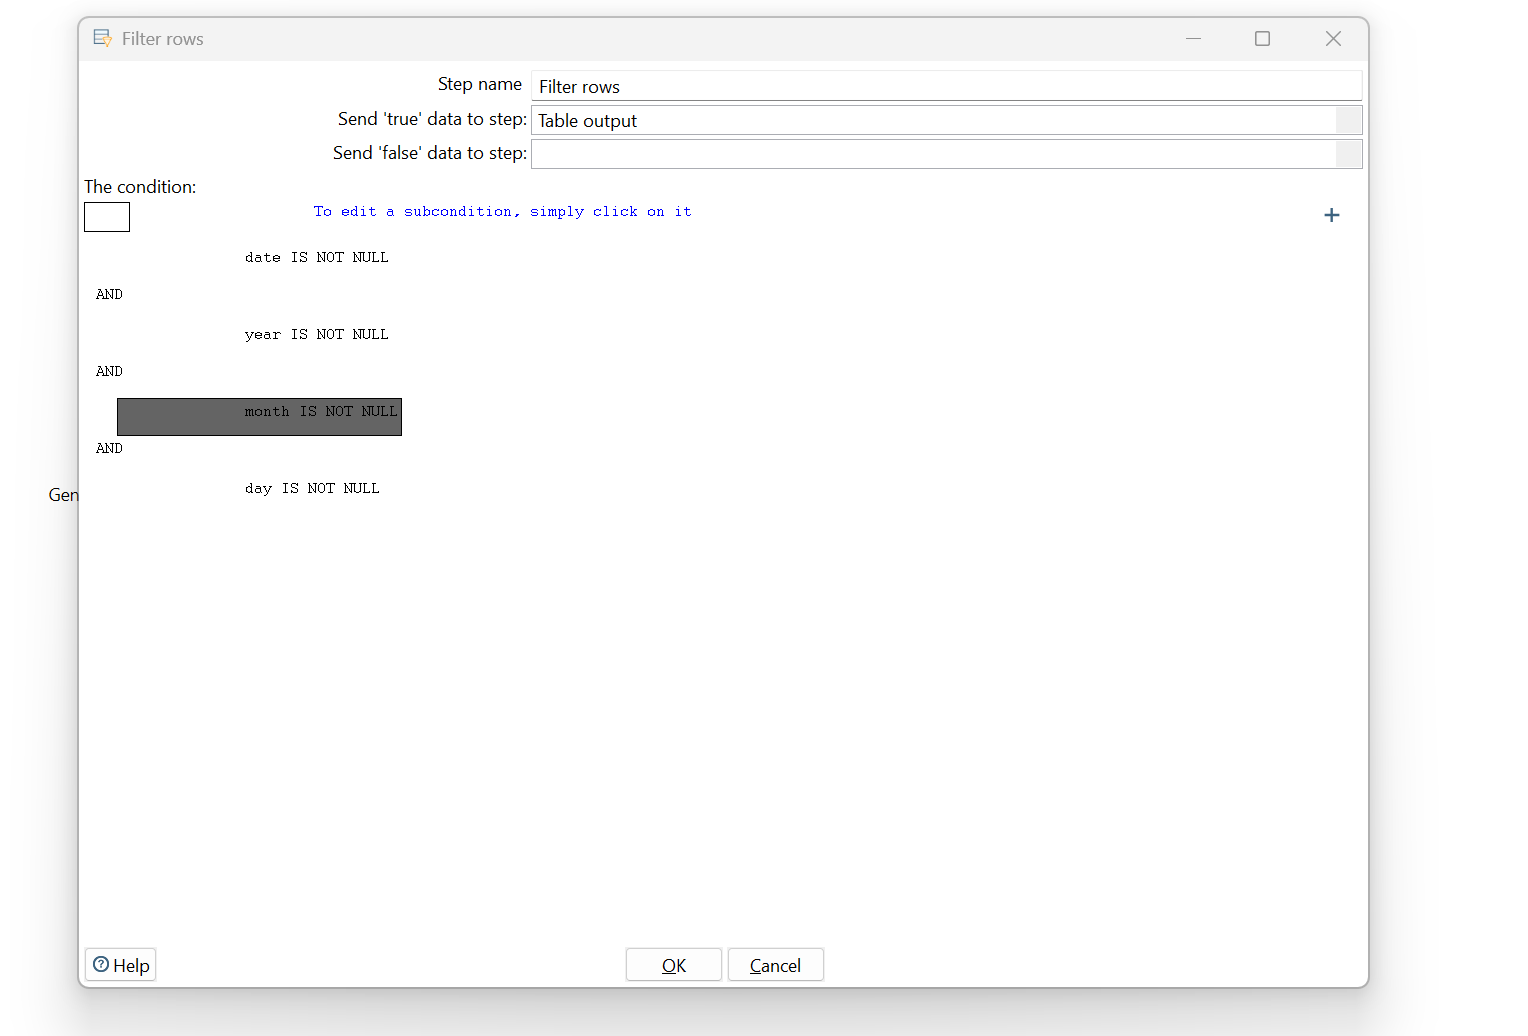 Filter rows
Step name Filter rows
Send 'true' data to step: Table output
Send 'false' data to step:
The condition:
To edit a subcondition, simply click on it
+
date IS NOT NULL
AND
year IS NOT NULL
AND
month IS NOT NULL
AND
day IS NOT NULL
Gen
Help OK Cancel